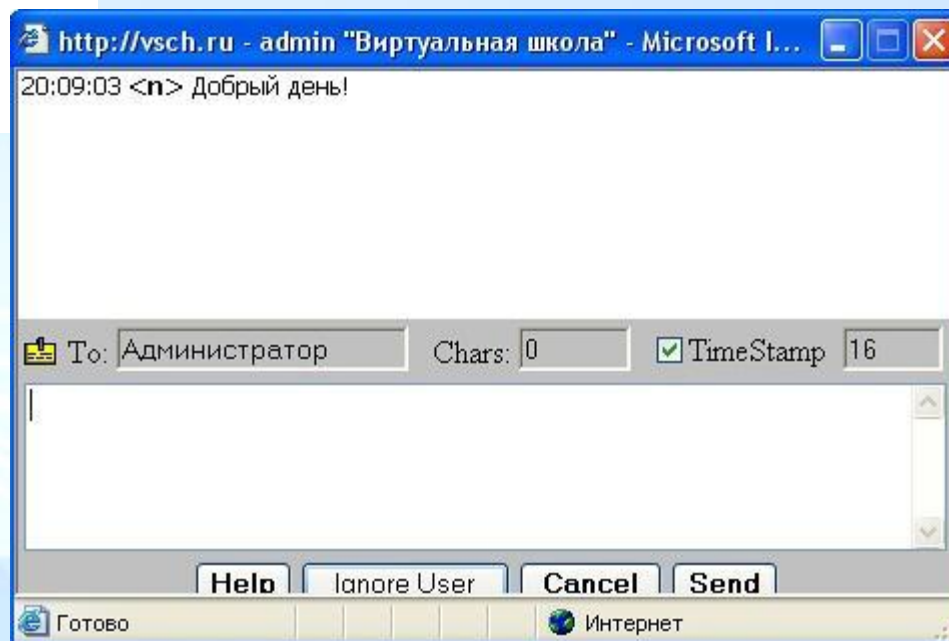 http://vsch.ru - admin "Виртуальная школа" - Microsoft I...
20:09:03 <n> Добрый день!
To: Администратор Chars: 0 TimeStamp 16
Help Ignore User Cancel Send
Готово Интернет